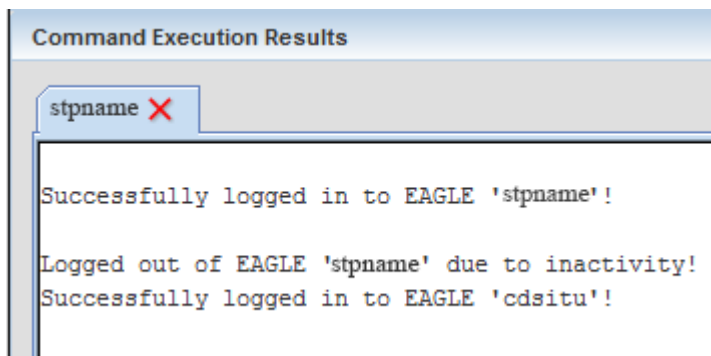 Command Execution Results
stpname
Successfully logged in to EAGLE 'stpname'!
Logged out of EAGLE 'stpname' due to inactivity!
Successfully logged in to EAGLE 'cdsitu'!